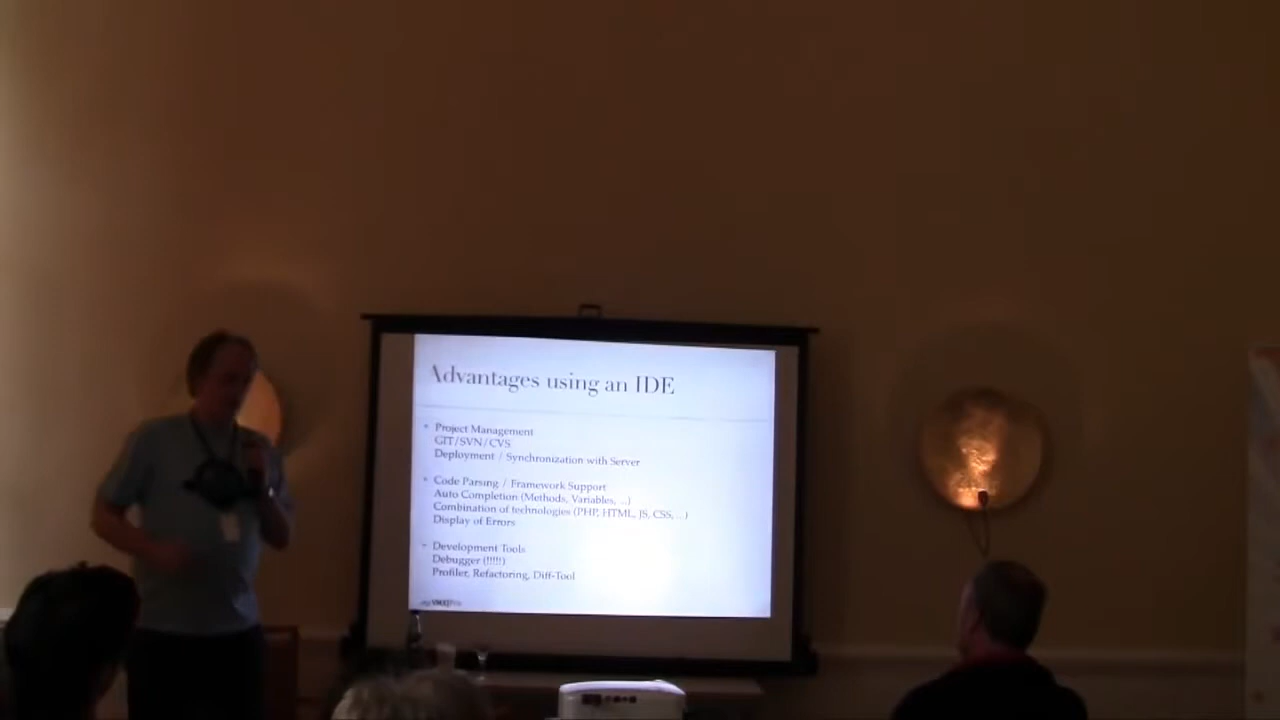 Advantages using an IDE
Project Management
GIT/SVN/CVS
Deployment / Synchronization with Server
Code Parsing / Framework Support
Auto Completion (Methods, Variables, ...)
Combination of technologies (PHP, HTML, JS, CSS, ...)
Display of Errors
Development Tools
Debugger (!!!!!)
Profiler, Refactoring, Diff-Tool